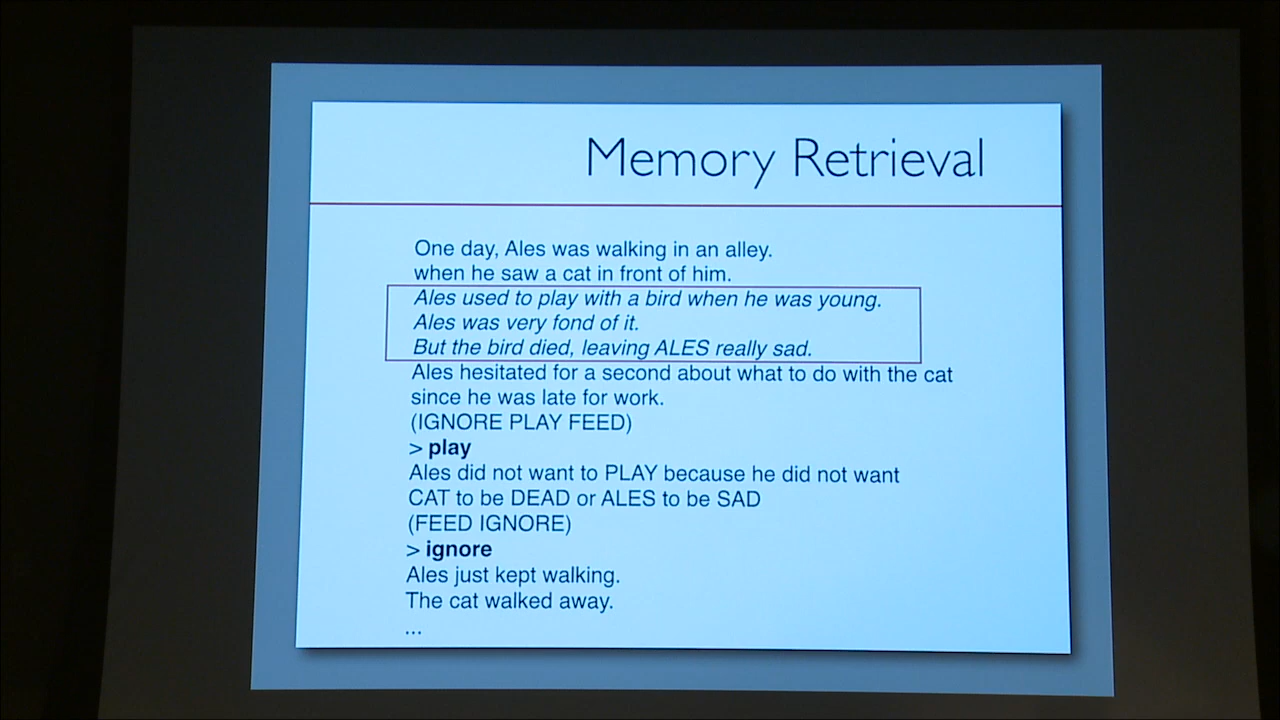 Memory Retrieval
One day, Ales was walking in an alley.
when he saw a cat in front of him.
Ales used to play with a bird when he was young.
Ales was very fond of it.
But the bird died, leaving ALES really sad.
Ales hesitated for a second about what to do with the cat
since he was late for work.
(IGNORE PLAY FEED)
> play
Ales did not want to PLAY because he did not want
CAT to be DEAD or ALES to be SAD
(FEED IGNORE)
> ignore
Ales just kept walking.
The cat walked away.
...